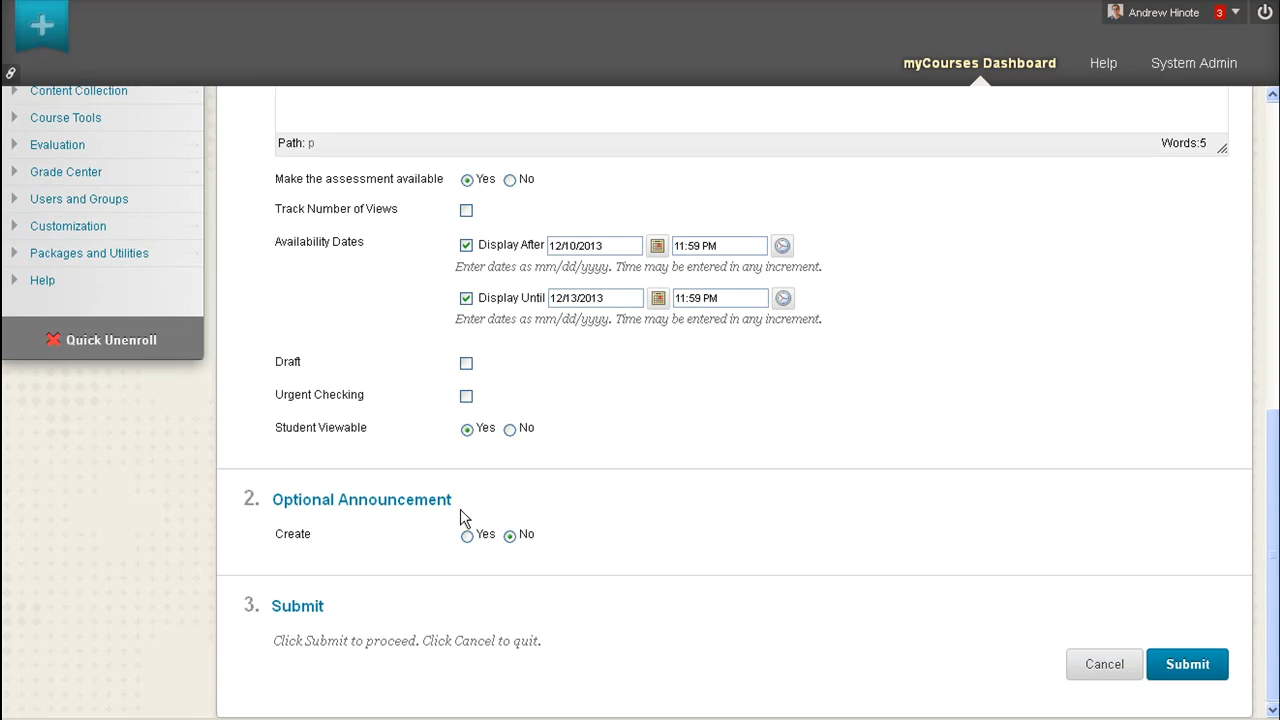 Andrew Hinote 3
myCourses Dashboard Help System Admin
Content Collection
Course Tools
Evaluation
Grade Center
Users and Groups
Customization
Packages and Utilities
Help
Quick Unenroll
Path: p Words:5
Make the assessment available Yes No
Track Number of Views
Availability Dates Display After 12/10/2013 11:59 PM
Enter dates as mm/dd/yyyy. Time may be entered in any increment.
Display Until 12/13/2013 11:59 PM
Enter dates as mm/dd/yyyy. Time may be entered in any increment.
Draft
Urgent Checking
Student Viewable Yes No
2. Optional Announcement
Create Yes No
3. Submit
Click Submit to proceed. Click Cancel to quit.
Cancel Submit